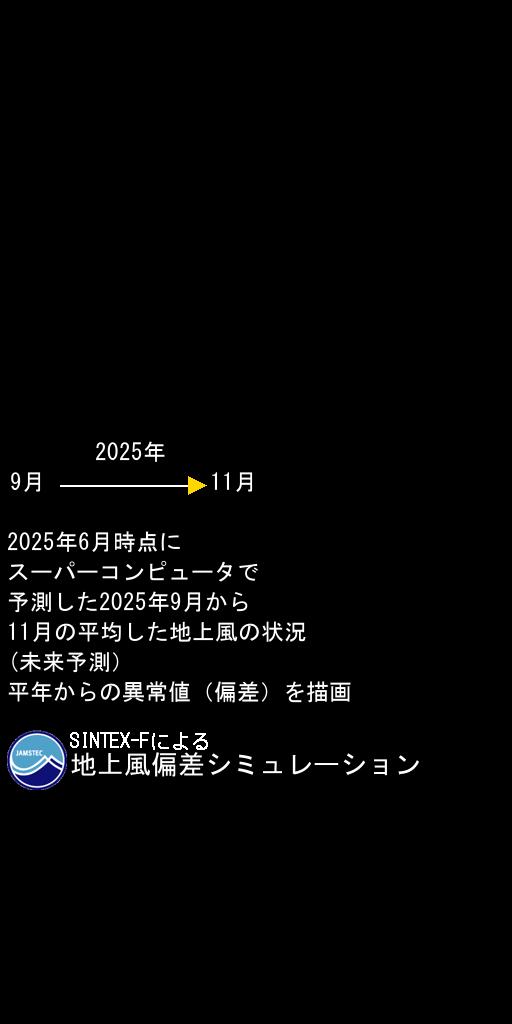 2025年
9月 11月
2025年6月時点に
スーパーコンピュータで
予測した2025年9月から
11月の平均した地上風の状況
(未来予測)
平年からの異常値（偏差）を描画
SINTEX-Fによる
JAMSTEC
地上風偏差シミュレーション